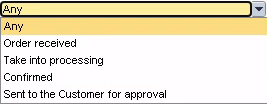 Any
Any
Order received
Take into processing
Confirmed
Sent to the Customer for approval